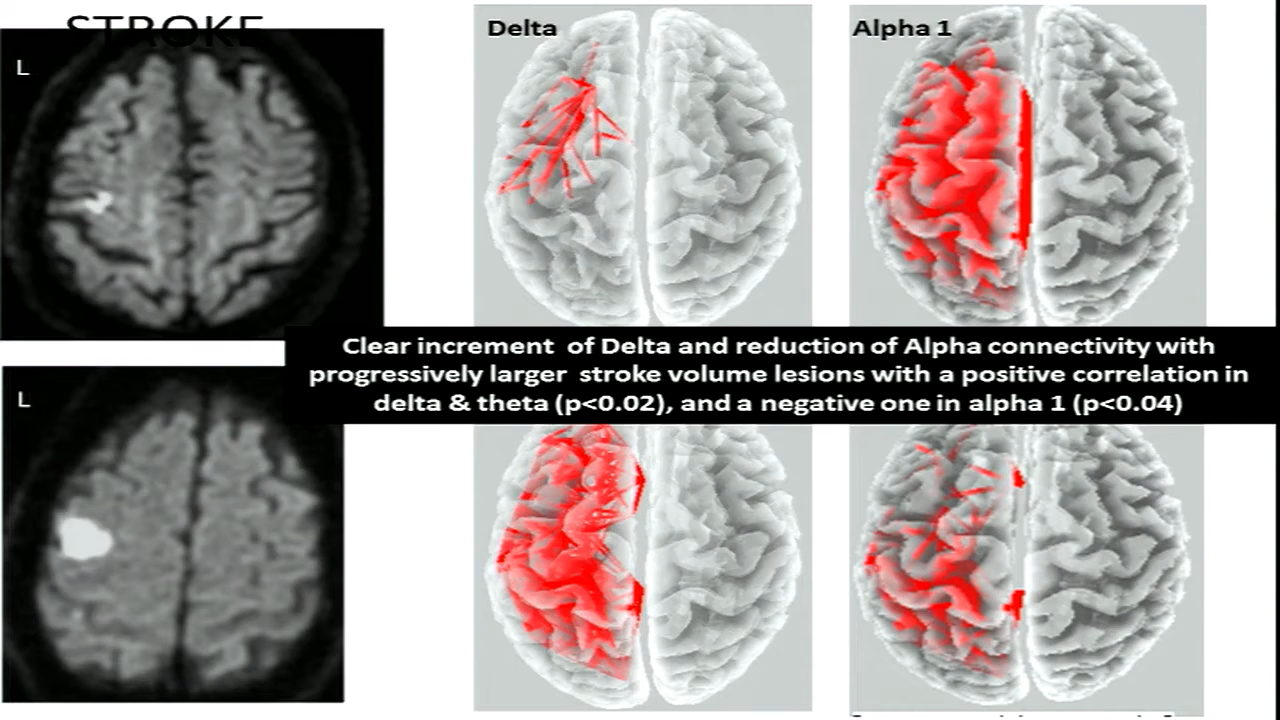 STROKE
L
Delta
Alpha 1
Clear increment of Delta and reduction of Alpha connectivity with
progressively larger stroke volume lesions with a positive correlation in
delta & theta (p<0.02), and a negative one in alpha 1 (p<0.04)
L